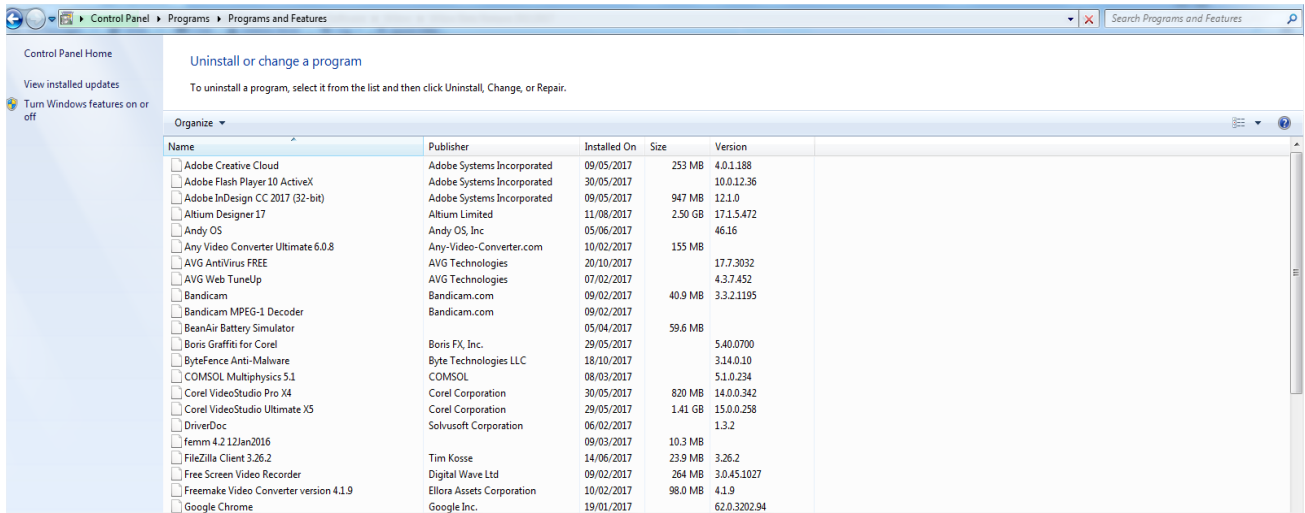 Control Panel Programs Programs and Features Search Programs and Features
Control Panel Home
View installed updates
Turn Windows features on or
off
Uninstall or change a program
To uninstall a program, select it from the list and then click Uninstall, Change, or Repair.
Organize
Name Publisher Installed On Size Version
Adobe Creative Cloud Adobe Systems Incorporated 09/05/2017 253 MB 4.0.1.188
Adobe Flash Player 10 ActiveX Adobe Systems Incorporated 30/05/2017 10.0.12.36
Adobe InDesign CC 2017 (32-bit) Adobe Systems Incorporated 09/05/2017 947 MB 12.1.0
Altium Designer 17 Altium Limited 11/08/2017 2.50 GB 17.1.5.472
Andy OS Andy OS, Inc 05/06/2017 46.16
Any Video Converter Ultimate 6.0.8 Any-Video-Converter.com 10/02/2017 155 MB
AVG AntiVirus FREE AVG Technologies 20/10/2017 17.7.3032
AVG Web TuneUp AVG Technologies 07/02/2017 4.3.7.452
Bandicam Bandicam.com 09/02/2017 40.9 MB 3.3.2.1195
Bandicam MPEG-1 Decoder Bandicam.com 09/02/2017
BeanAir Battery Simulator 05/04/2017 59.6 MB
Boris Graffiti for Corel Boris FX, Inc. 29/05/2017 5.40.0700
ByteFence Anti-Malware Byte Technologies LLC 18/10/2017 3.14.0.10
COMSOL Multiphysics 5.1 COMSOL 08/03/2017 5.1.0.234
Corel VideoStudio Pro X4 Corel Corporation 30/05/2017 820 MB 14.0.0.342
Corel VideoStudio Ultimate X5 Corel Corporation 29/05/2017 1.41 GB 15.0.0.258
DriverDoc Solvusoft Corporation 06/02/2017 1.3.2
femm 4.2 12Jan2016 09/03/2017 10.3 MB
FileZilla Client 3.26.2 Tim Kosse 14/06/2017 23.9 MB 3.26.2
Free Screen Video Recorder Digital Wave Ltd 09/02/2017 264 MB 3.0.45.1027
Freemake Video Converter version 4.1.9 Ellora Assets Corporation 10/02/2017 98.0 MB 4.1.9
Google Chrome Google Inc. 19/01/2017 62.0.3202.94